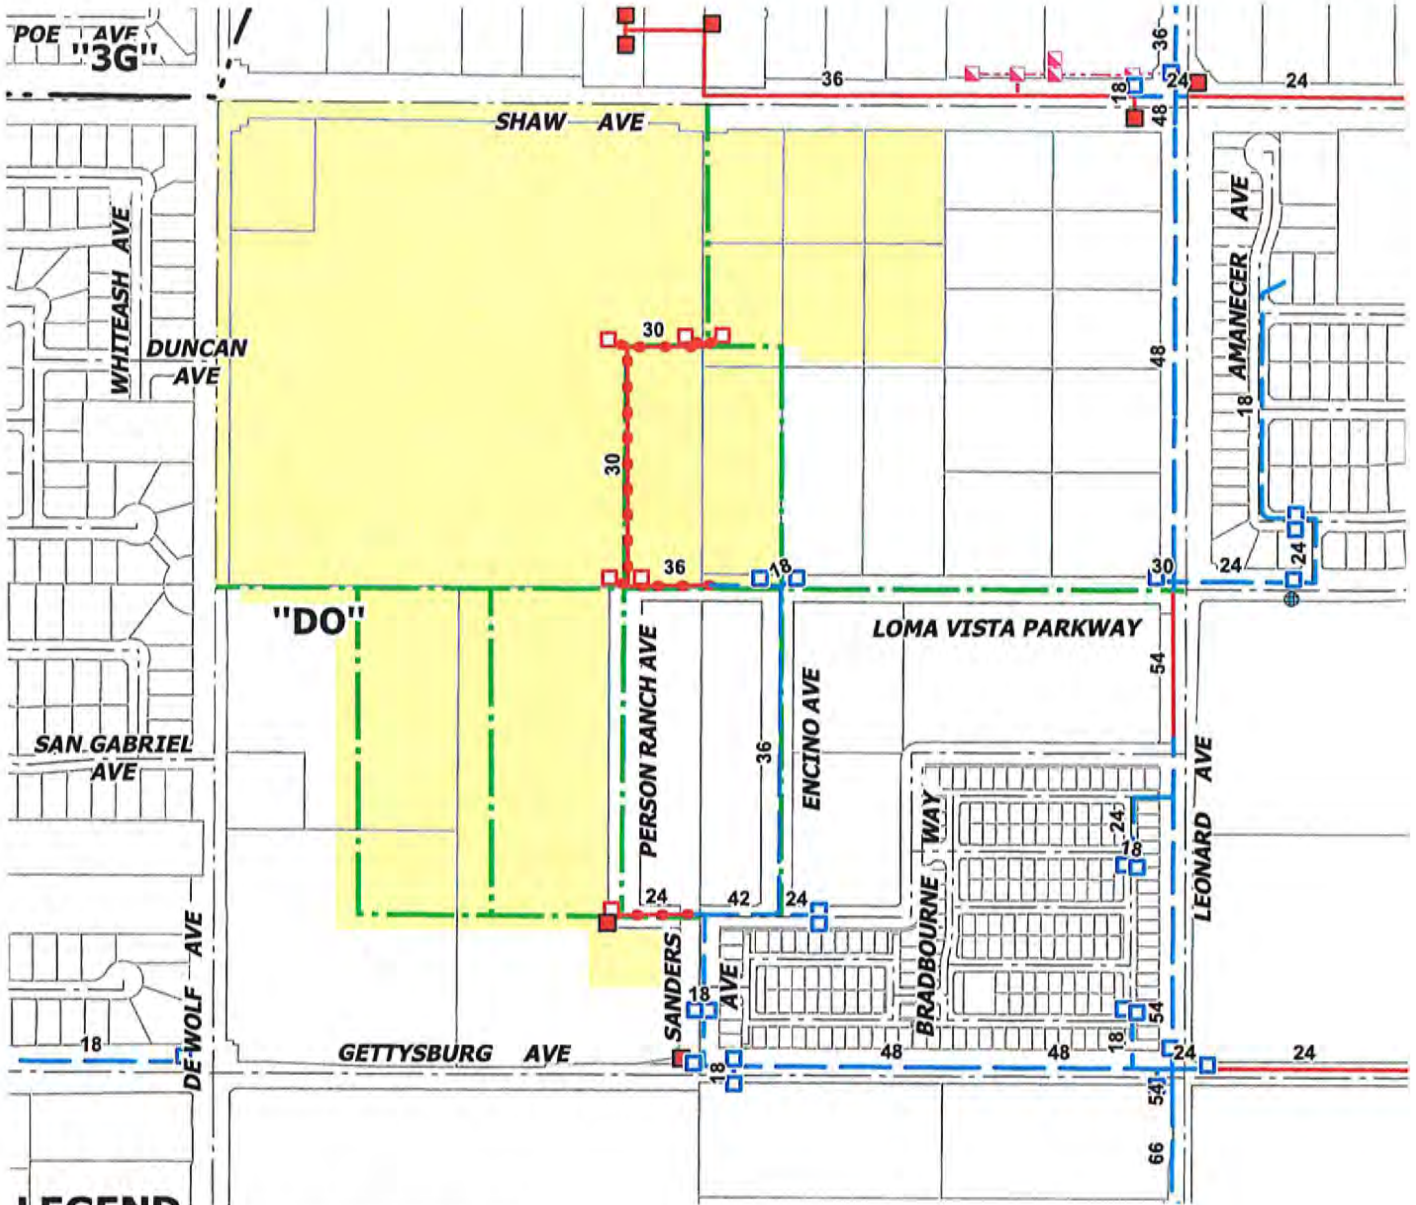 POE AVE
"3G"
36
36
24
24
18
48
SHAW AVE
WHITEASH AVE
DUNCAN
AVE
30
30
48
AMANECER AVE
18
36
18
30
24
24
"DO"
LOMA VISTA PARKWAY
PERSON RANCH AVE
36
ENCINO AVE
54
SAN GABRIEL
AVE
24
18
BRADBOURNE WAY
LEONARD AVE
24
42
24
DE WOLF AVE
SANDERS AVE
18
18
GETTYSBURG AVE
18
48
48
18
54
24
24
54
66
LEGEND